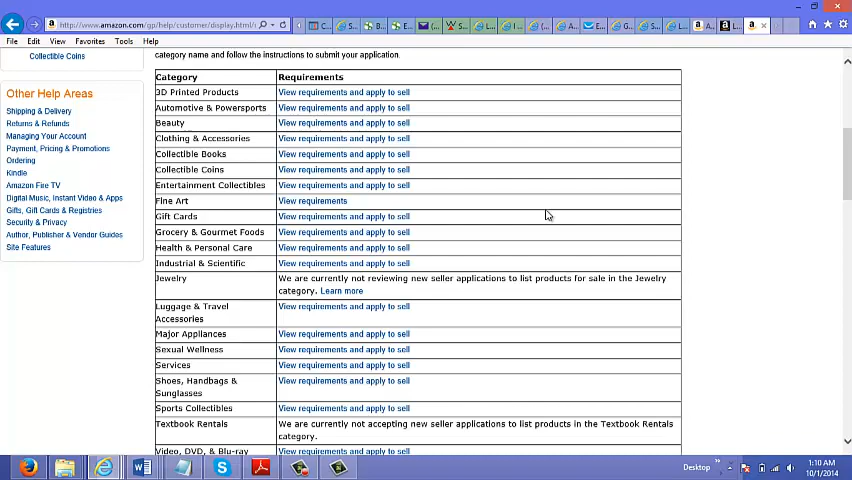 http://www.amazon.com/gp/help/customer/display.html/
File Edit View Favorites Tools Help
Collectible Coins
Other Help Areas
Shipping & Delivery
Returns & Refunds
Managing Your Account
Payment, Pricing & Promotions
Ordering
Kindle
Amazon Fire TV
Digital Music, Instant Video & Apps
Gifts, Gift Cards & Registries
Security & Privacy
Author, Publisher & Vendor Guides
Site Features
category name and follow the instructions to submit your application.
Category Requirements
3D Printed Products View requirements and apply to sell
Automotive & Powersports View requirements and apply to sell
Beauty View requirements and apply to sell
Clothing & Accessories View requirements and apply to sell
Collectible Books View requirements and apply to sell
Collectible Coins View requirements and apply to sell
Entertainment Collectibles View requirements and apply to sell
Fine Art View requirements
Gift Cards View requirements and apply to sell
Grocery & Gourmet Foods View requirements and apply to sell
Health & Personal Care View requirements and apply to sell
Industrial & Scientific View requirements and apply to sell
Jewelry We are currently not reviewing new seller applications to list products for sale in the Jewelry
category. Learn more
Luggage & Travel View requirements and apply to sell
Accessories
Major Appliances View requirements and apply to sell
Sexual Wellness View requirements and apply to sell
Services View requirements and apply to sell
Shoes, Handbags & View requirements and apply to sell
Sunglasses
Sports Collectibles View requirements and apply to sell
Textbook Rentals We are currently not accepting new seller applications to list products in the Textbook Rentals
category.
Video, DVD, & Blu-ray View requirements and apply to sell
Desktop
1:10 AM
10/1/2014